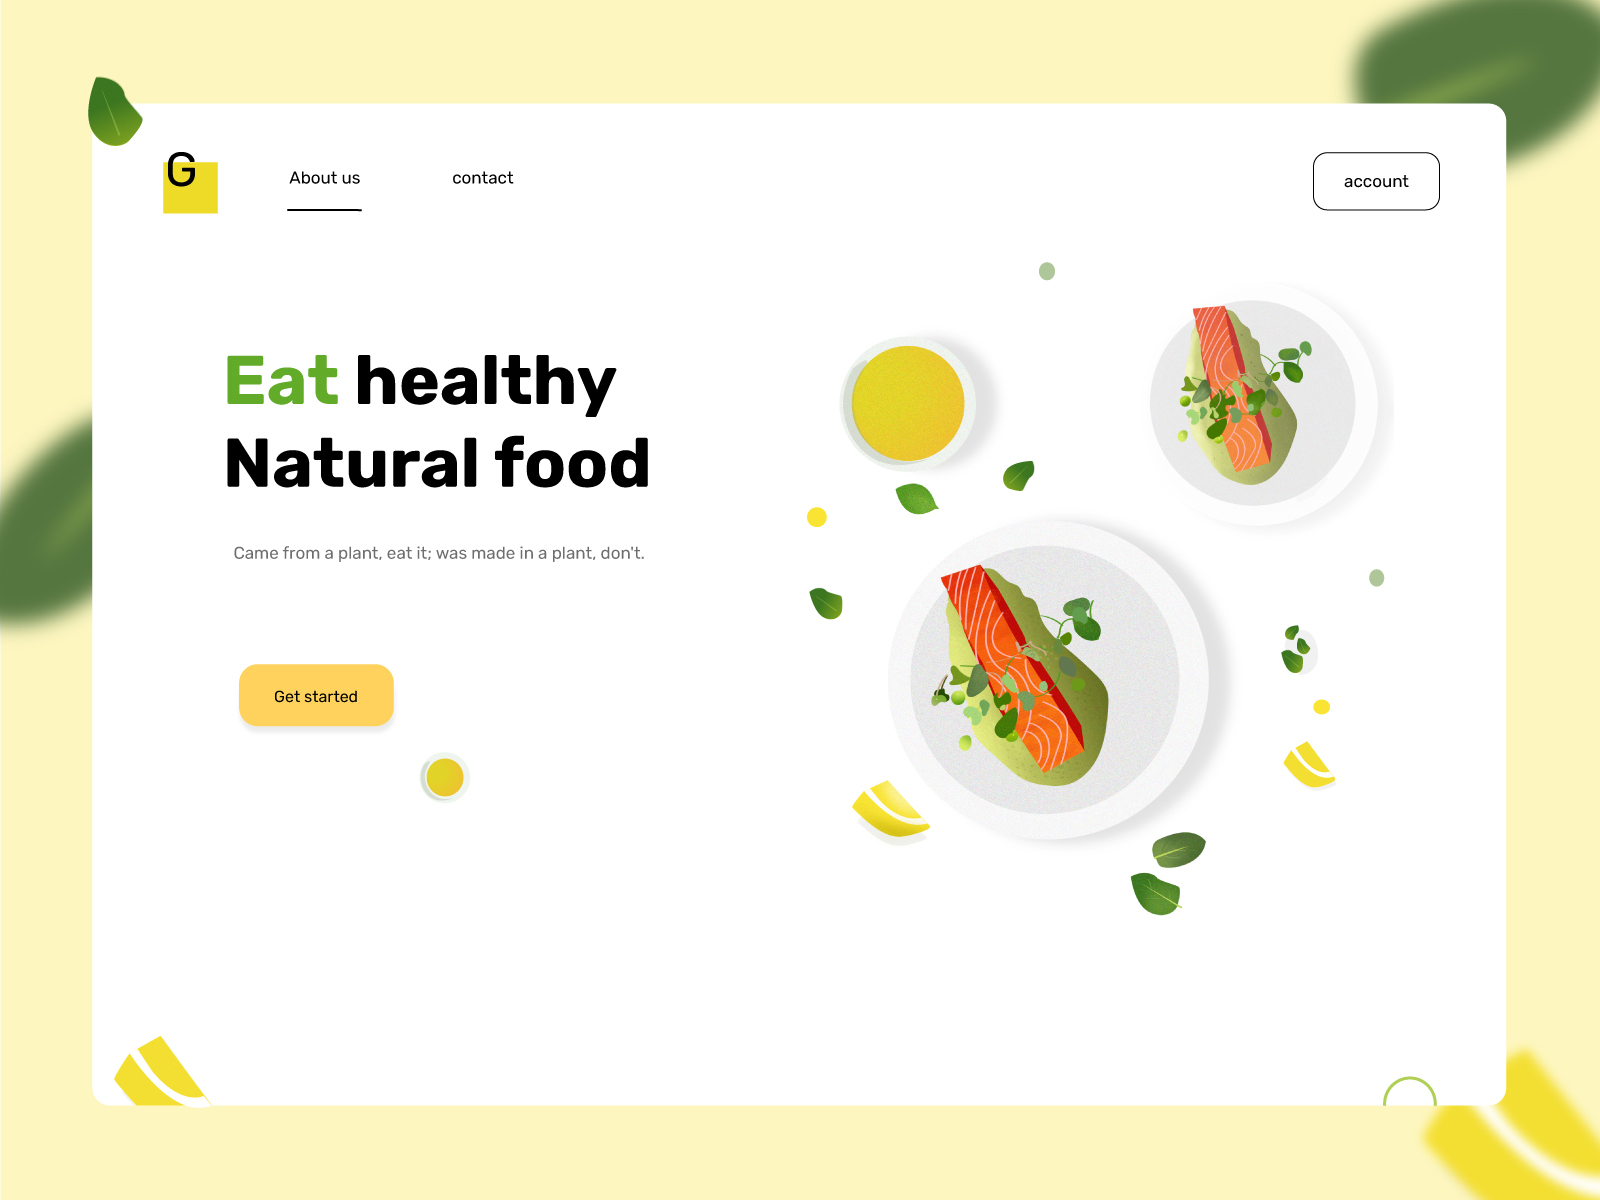 G
About us
contact
account
Eat healthy
Natural food
Came from a plant, eat it; was made in a plant, don't.
Get started